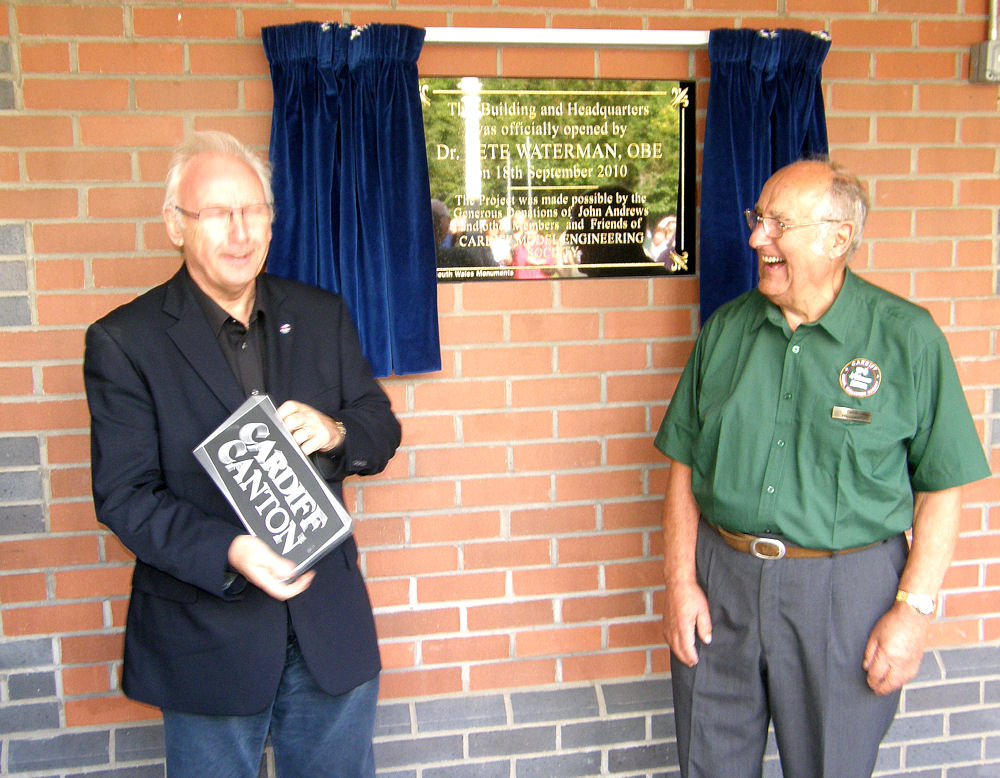 The Building and Headquarters
was officially opened by
Dr. PETE WATERMAN, OBE
on 18th September 2010
The Project was made possible by the
Generous Donations of John Andrews
and other Members and Friends of
CARDIFF MODEL ENGINEERING
SOCIETY
South Wales Monuments
CARDIFF
CANTON
CARDIFF